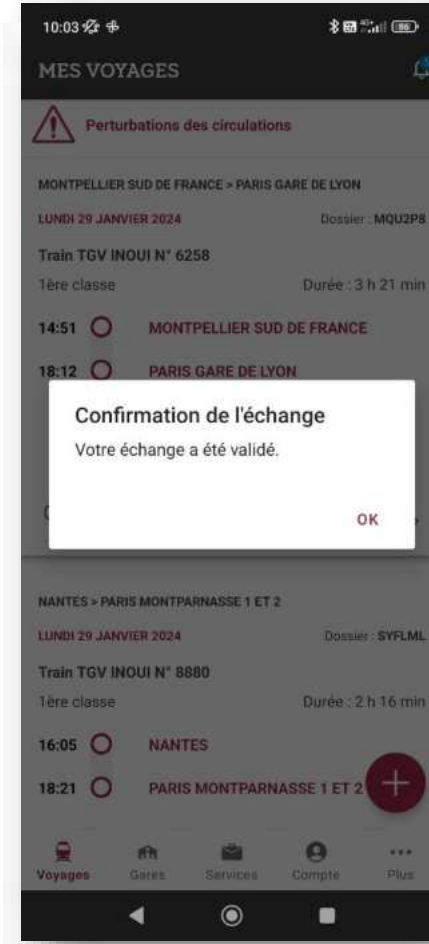 10:03
86
MES VOYAGES
Perturbations des circulations
MONTPELLIER SUD DE FRANCE > PARIS GARE DE LYON
LUNDI 29 JANVIER 2024 Dossier : MQU2P8
Train TGV INOUI N° 6258
1ère classe Durée : 3 h 21 min
14:51 MONTPELLIER SUD DE FRANCE
18:12 PARIS GARE DE LYON
Confirmation de l'échange
Votre échange a été validé.
OK
NANTES > PARIS MONTPARNASSE 1 ET 2
LUNDI 29 JANVIER 2024 Dossier : SYFLML
Train TGV INOUI N° 8880
1ère classe Durée : 2 h 16 min
16:05 NANTES
18:21 PARIS MONTPARNASSE 1 ET 2
Voyages Gares Services Compte Plus